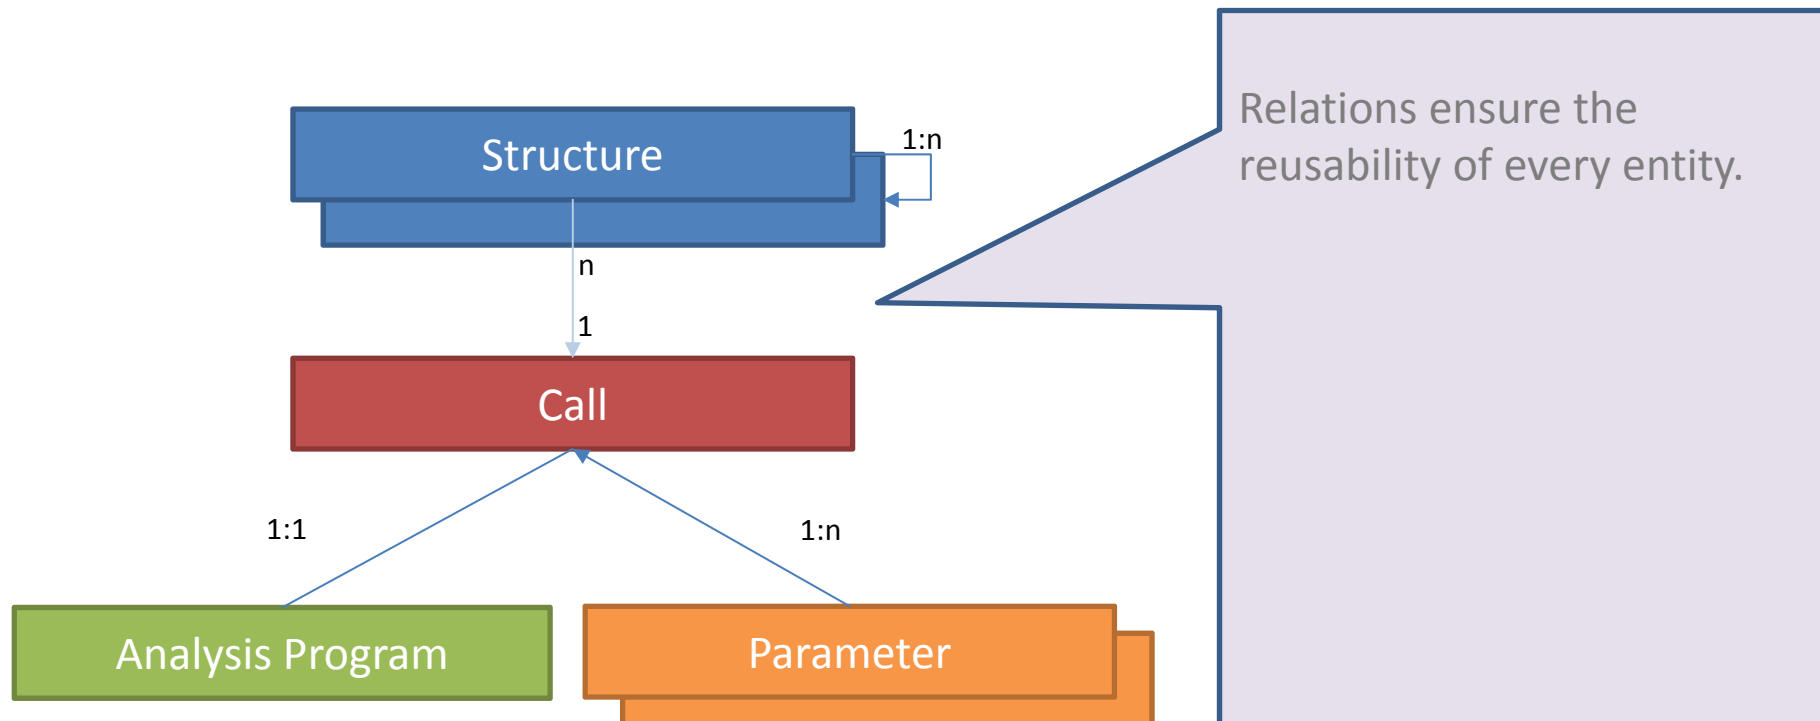 Relations ensure the
reusability of every entity.
Structure
1:n
n
1
Call
1:1
1:n
Analysis Program
Parameter